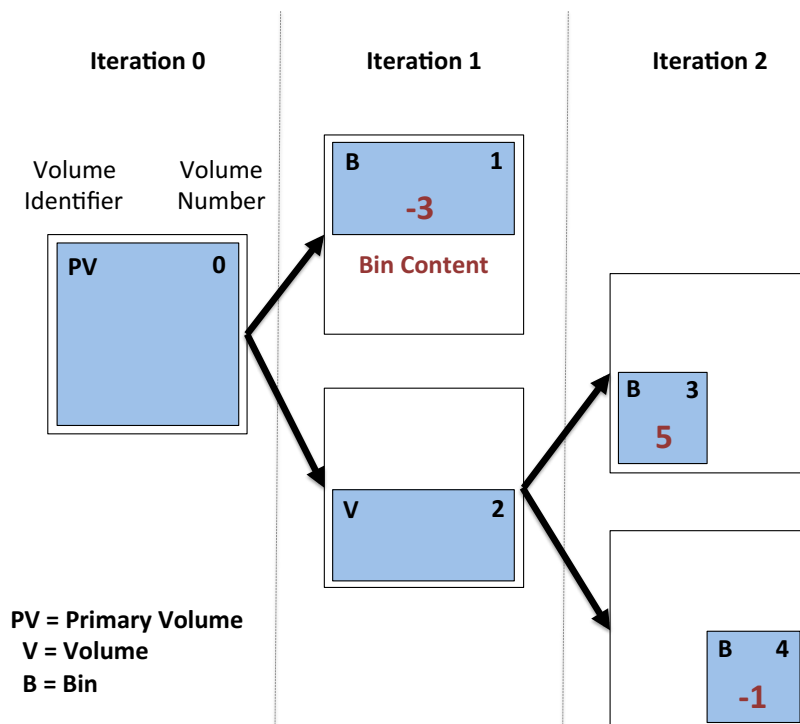 Iteration 0
Iteration 1
Iteration 2
Volume Identifier
Volume Number
PV 0
B 1
-3
Bin Content
V 2
B 3
5
B 4
-1
PV = Primary Volume
V = Volume
B = Bin